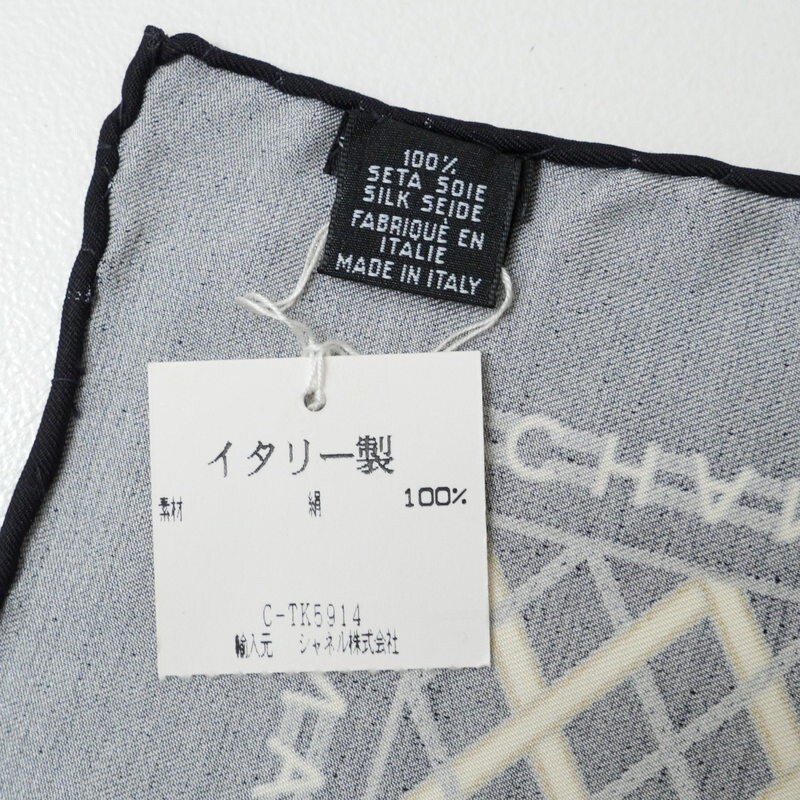 100%
SETA SOIE
SILK SEIDE
FABRIQUÈ EN
ITALIE
MADE IN ITALY
イタリー製
素材 絹 100%
C-TK5914
輸入元 シャネル株式会社
CHA